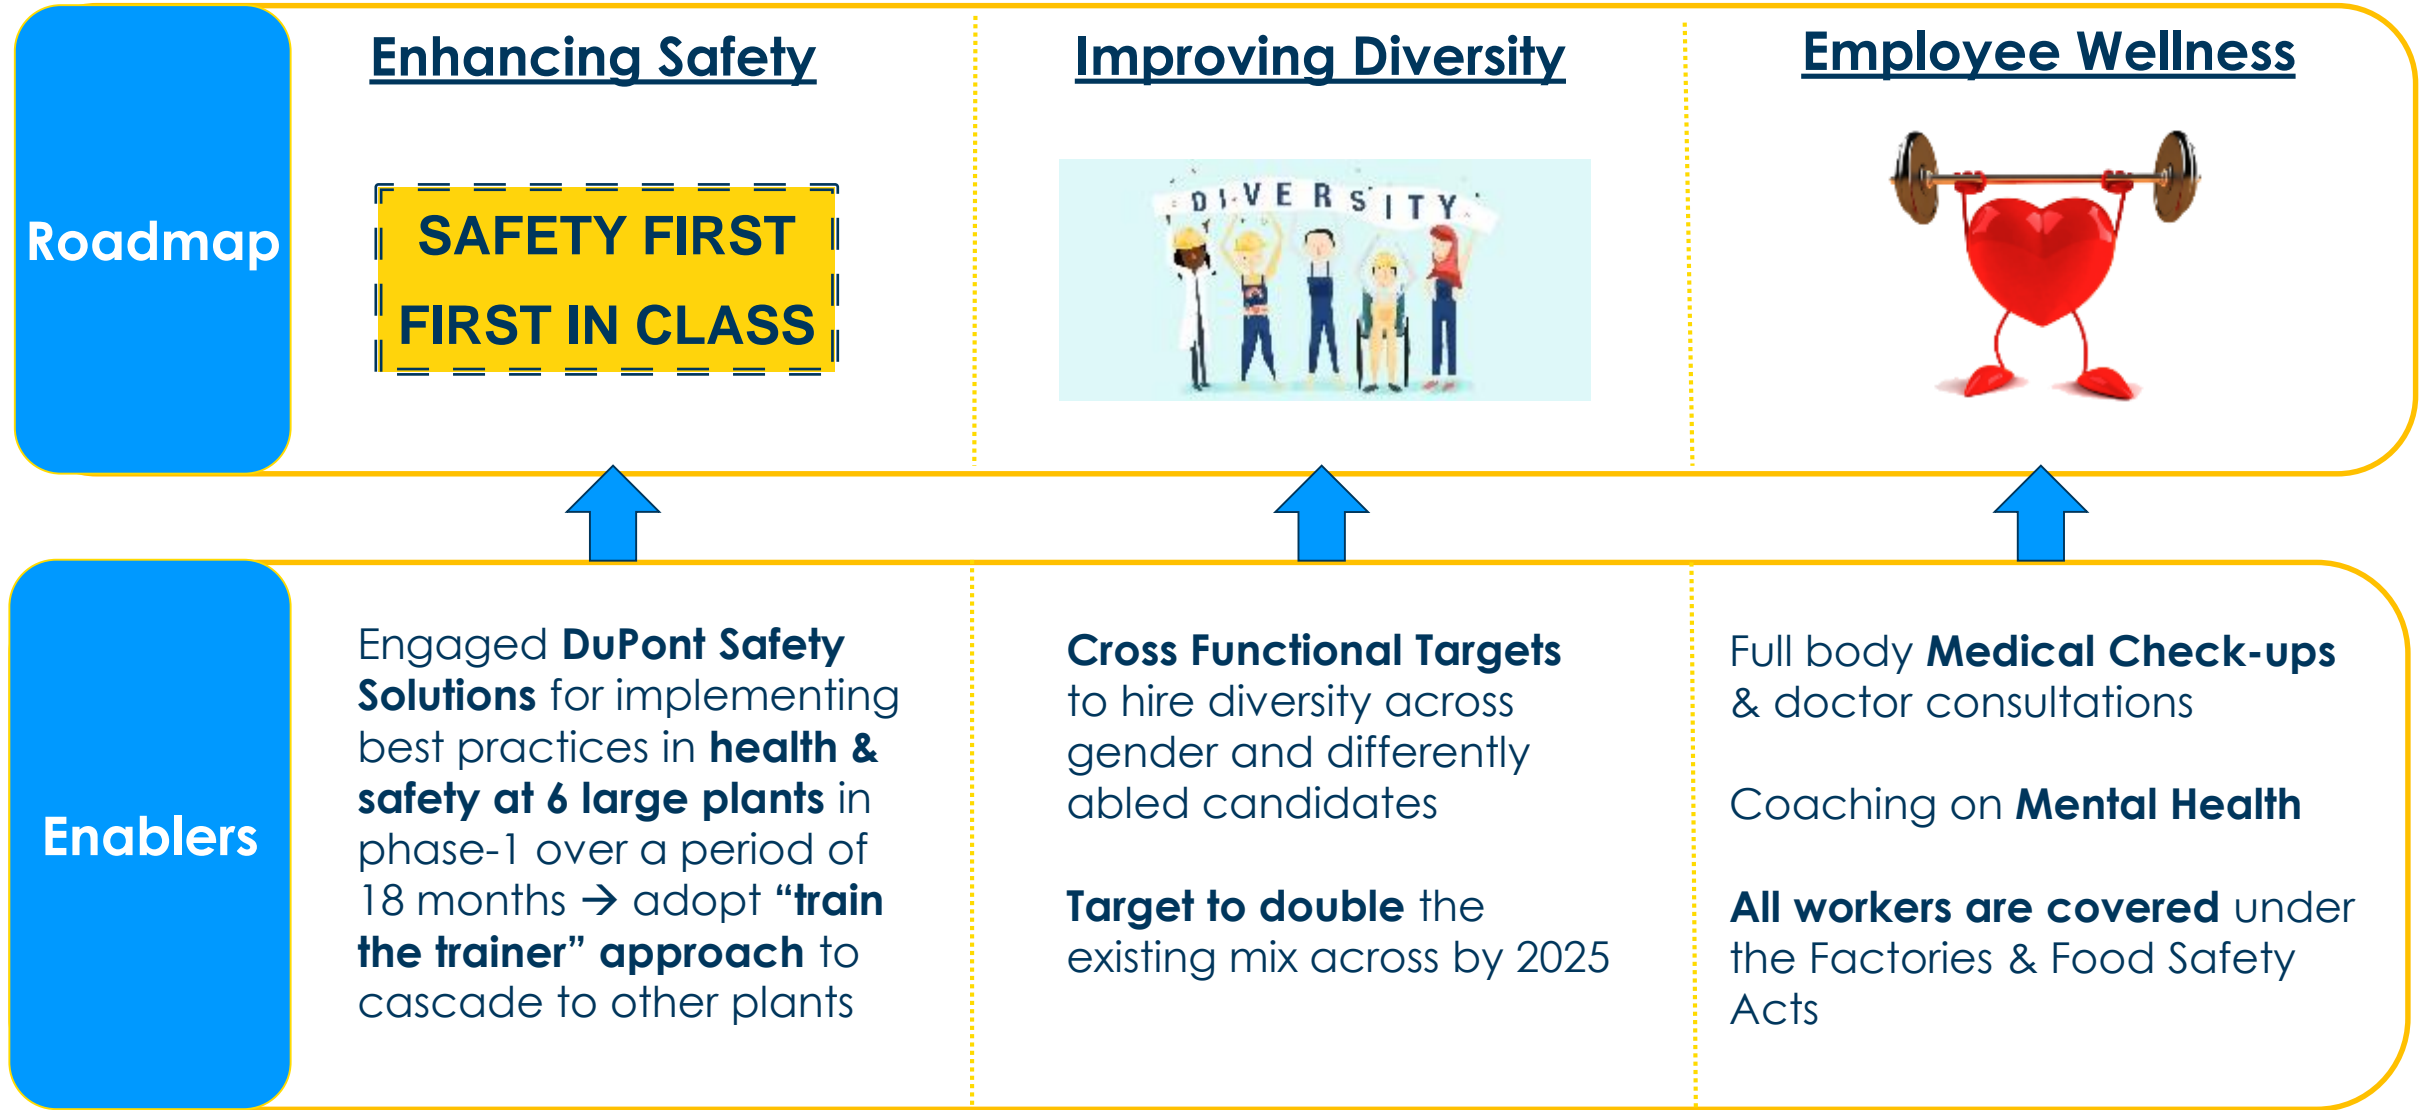 Roadmap
Enhancing Safety
SAFETY FIRST
FIRST IN CLASS
Improving Diversity
DIVERSITY
Employee Wellness
Enablers
Engaged DuPont Safety
Solutions for implementing
best practices in health &
safety at 6 large plants in
phase-1 over a period of
18 months → adopt “train
the trainer” approach to
cascade to other plants
Cross Functional Targets
to hire diversity across
gender and differently
abled candidates
Target to double the
existing mix across by 2025
Full body Medical Check-ups
& doctor consultations
Coaching on Mental Health
All workers are covered under
the Factories & Food Safety
Acts